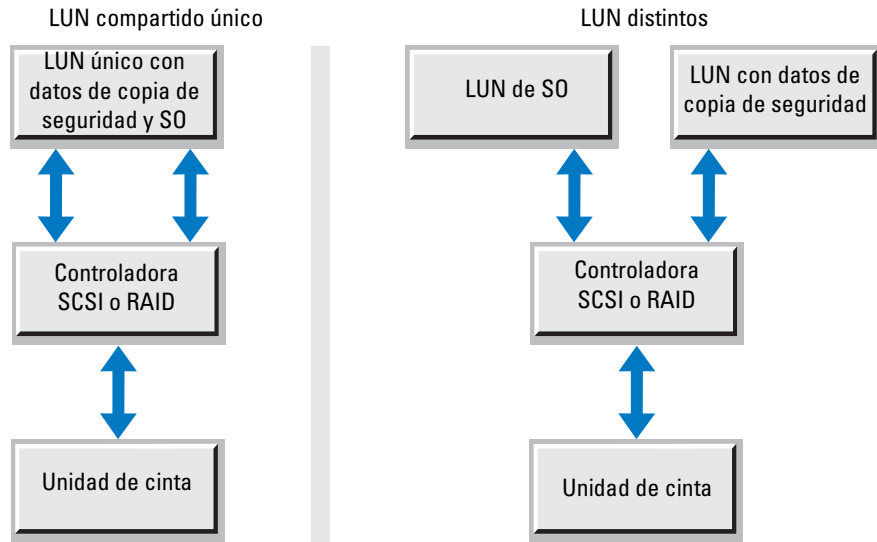 LUN compartido único
LUN único con
datos de copia de
seguridad y SO
Controladora
SCSI o RAID
Unidad de cinta
LUN distintos
LUN de SO
LUN con datos de
copia de seguridad
Controladora
SCSI o RAID
Unidad de cinta